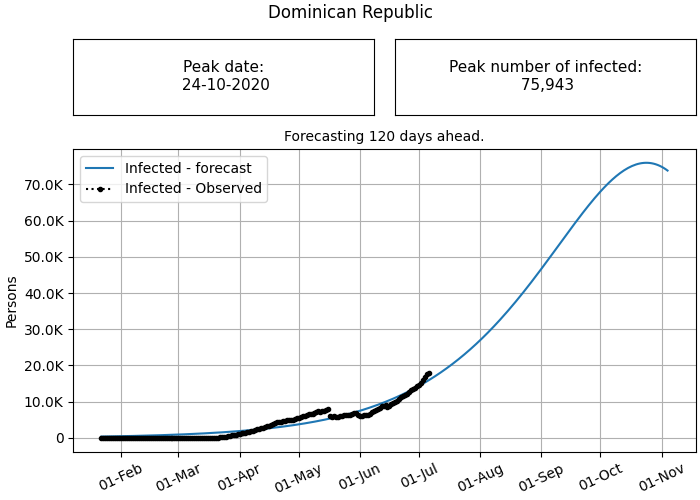 Dominican Republic
Peak date:
24-10-2020
Peak number of infected:
75,943
Forecasting 120 days ahead.
Infected - forecast
Infected - Observed
70.0K
60.0K
50.0K
40.0K
30.0K
20.0K
10.0K
0
Persons
01-Feb
01-Mar
01-Apr
01-May
01-Jun
01-Jul
01-Aug
01-Sep
01-Oct
01-Nov